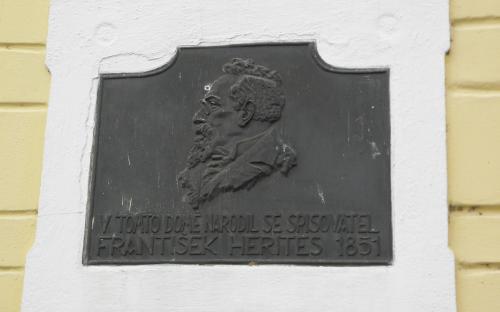 V TOMTO DOMĚ NARODIL SE SPISOVATEL
FRANTIŠEK HERITES 1851